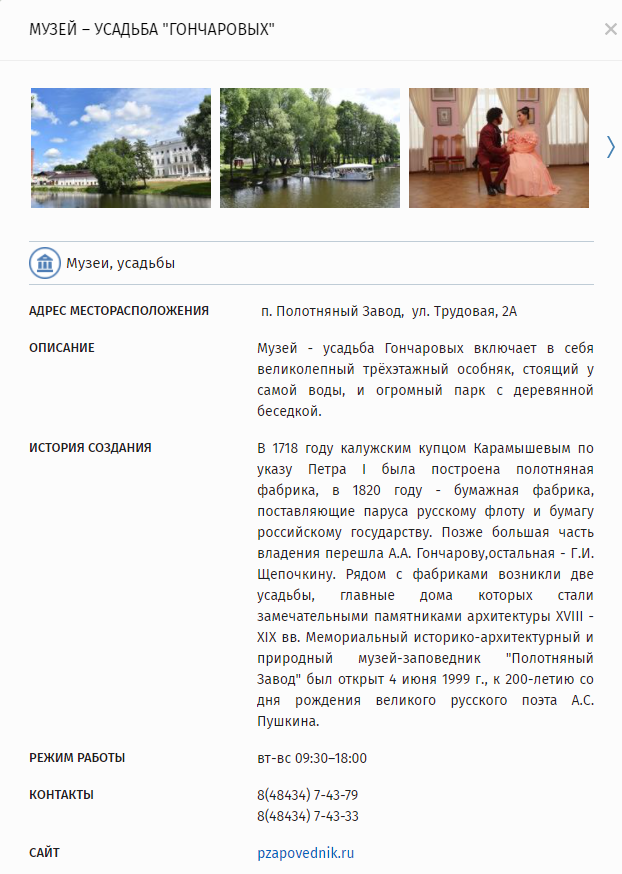 МУЗЕЙ – УСАДЬБА "ГОНЧАРОВЫХ"
Музеи, усадьбы
АДРЕС МЕСТОРАСПОЛОЖЕНИЯ
п. Полотняный Завод, ул. Трудовая, 2А
ОПИСАНИЕ
Музей - усадьба Гончаровых включает в себя
великолепный трёхэтажный особняк, стоящий у
самой воды, и огромный парк с деревянной
беседкой.
ИСТОРИЯ СОЗДАНИЯ
В 1718 году калужским купцом Карамышевым по
указу Петра I была построена полотняная
фабрика, в 1820 году - бумажная фабрика,
поставляющие паруса русскому флоту и бумагу
российскому государству. Позже большая часть
владения перешла А.А. Гончарову,остальная - Г.И.
Щепочкину. Рядом с фабриками возникли две
усадьбы, главные дома которых стали
замечательными памятниками архитектуры XVIII -
XIX вв. Мемориальный историко-архитектурный и
природный музей-заповедник "Полотняный
Завод" был открыт 4 июня 1999 г., к 200-летию со
дня рождения великого русского поэта А.С.
Пушкина.
РЕЖИМ РАБОТЫ
вт-вс 09:30–18:00
КОНТАКТЫ
8(48434) 7-43-79
8(48434) 7-43-33
САЙТ
pzapovednik.ru